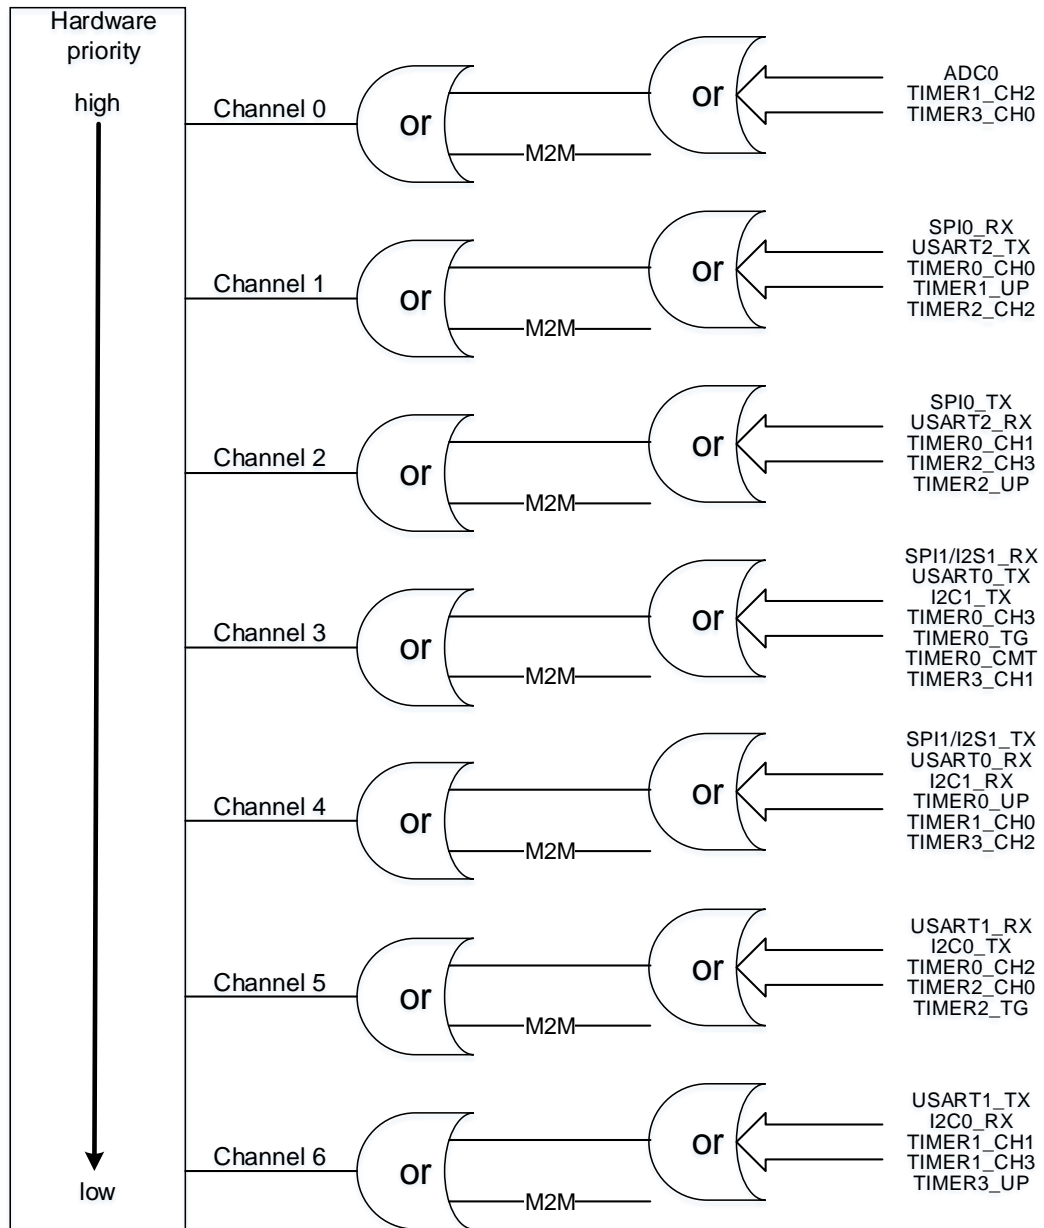 Hardware
priority
high
Channel 0
or
M2M
or
ADC0
TIMER1_CH2
TIMER3_CH0
Channel 1
or
M2M
or
SPI0_RX
USART2_TX
TIMER0_CH0
TIMER1_UP
TIMER2_CH2
Channel 2
or
M2M
or
SPI0_TX
USART2_RX
TIMER0_CH1
TIMER2_CH3
TIMER2_UP
Channel 3
or
M2M
or
SPI1/I2S1_RX
USART0_TX
I2C1_TX
TIMER0_CH3
TIMER0_TG
TIMER0_CMT
TIMER3_CH1
Channel 4
or
M2M
or
SPI1/I2S1_TX
USART0_RX
I2C1_RX
TIMER0_UP
TIMER1_CH0
TIMER3_CH2
Channel 5
or
M2M
or
USART1_RX
I2C0_TX
TIMER0_CH2
TIMER2_CH0
TIMER2_TG
Channel 6
or
M2M
or
USART1_TX
I2C0_RX
TIMER1_CH1
TIMER1_CH3
TIMER3_UP
low